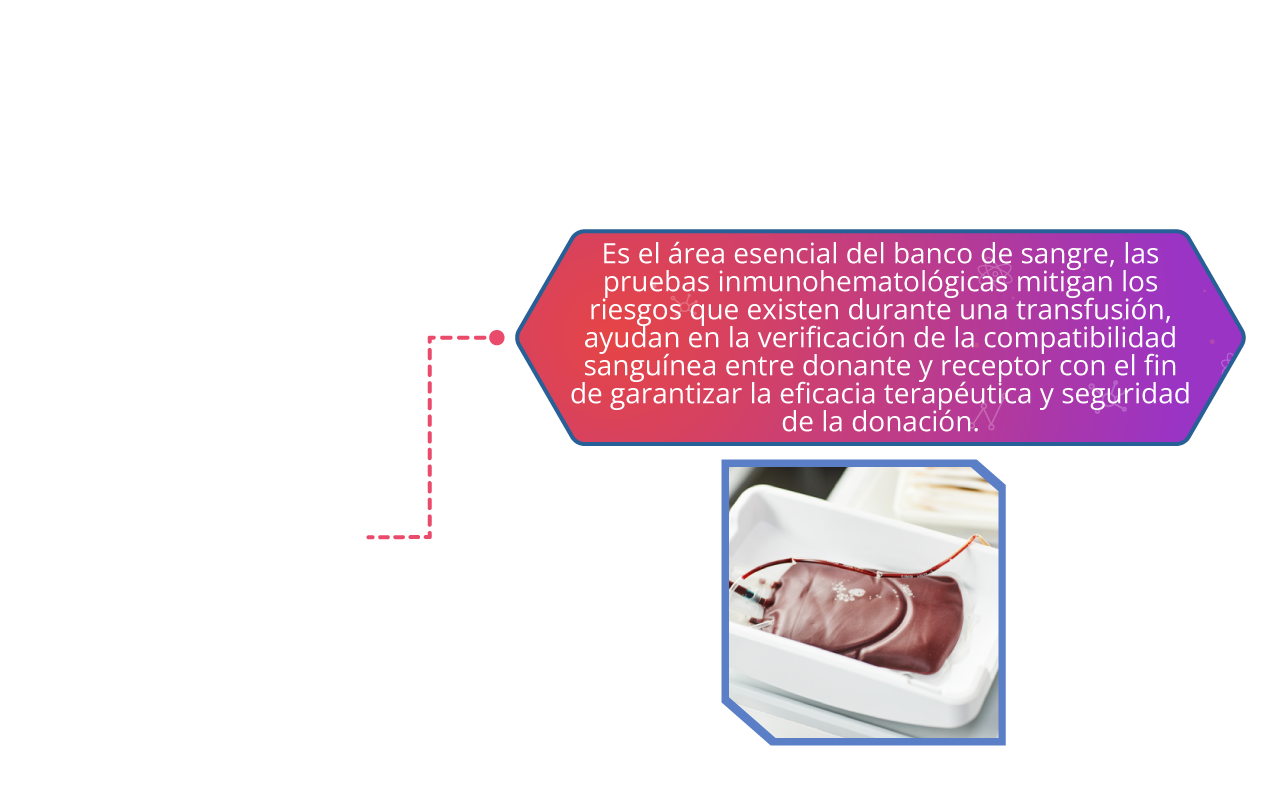 Es el área esencial del banco de sangre, las
pruebas inmunohematológicas mitigan los
riesgos que existen durante una transfusión,
ayudan en la verificación de la compatibilidad
sanguínea entre donante y receptor con el fin
de garantizar la eficacia terapéutica y seguridad
de la donación.